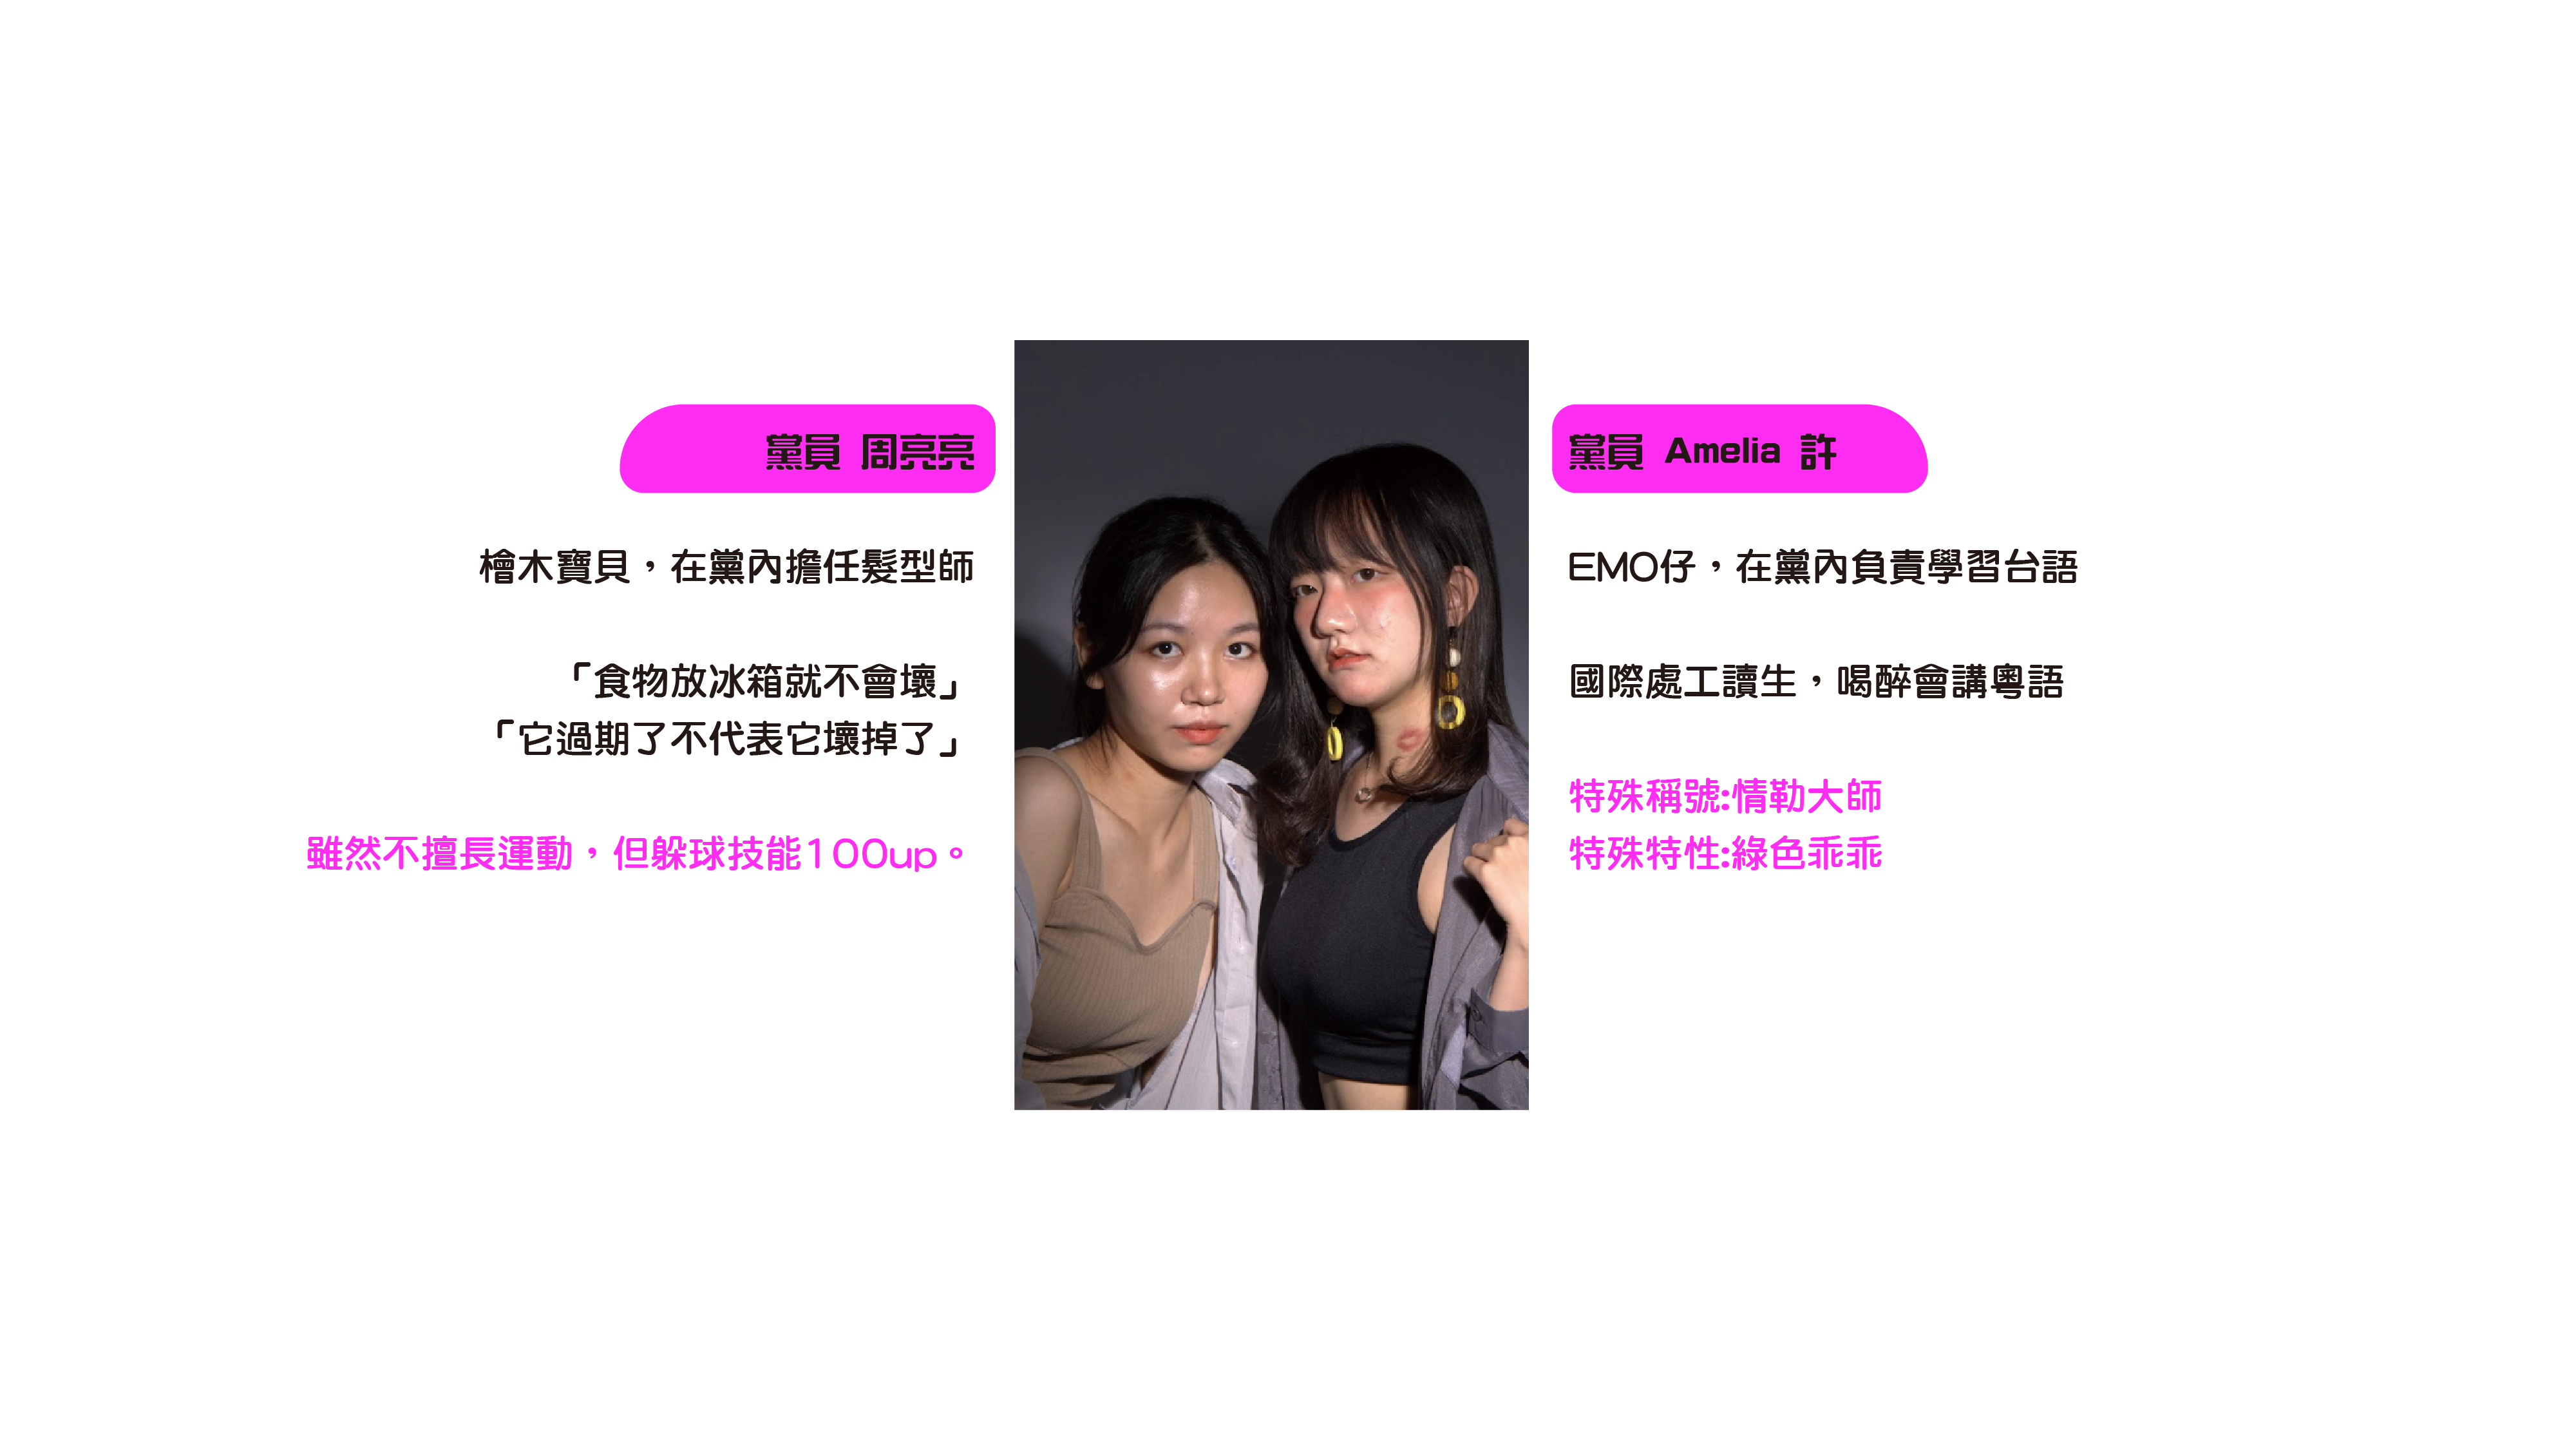 黨員 周亮亮
檜木寶貝，在黨內擔任髮型師
「食物放冰箱就不會壞」
「它過期了不代表它壞掉了」
雖然不擅長運動，但躲球技能100up。
黨員 Amelia 許
EMO仔，在黨內負責學習台語
國際處工讀生，喝醉會講粵語
特殊稱號:情勒大師
特殊特性:綠色乖乖